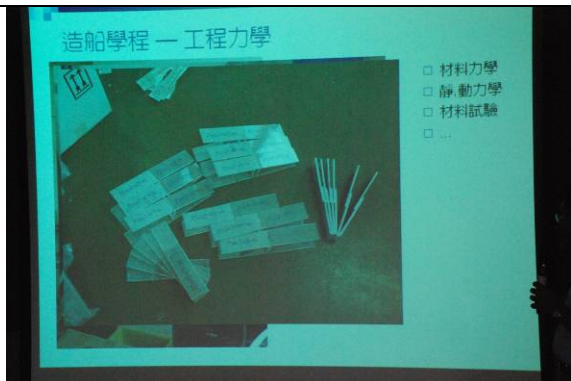 造船學程 — 工程力學
□ 材料力學
□ 靜,動力學
□ 材料試驗
□ ...